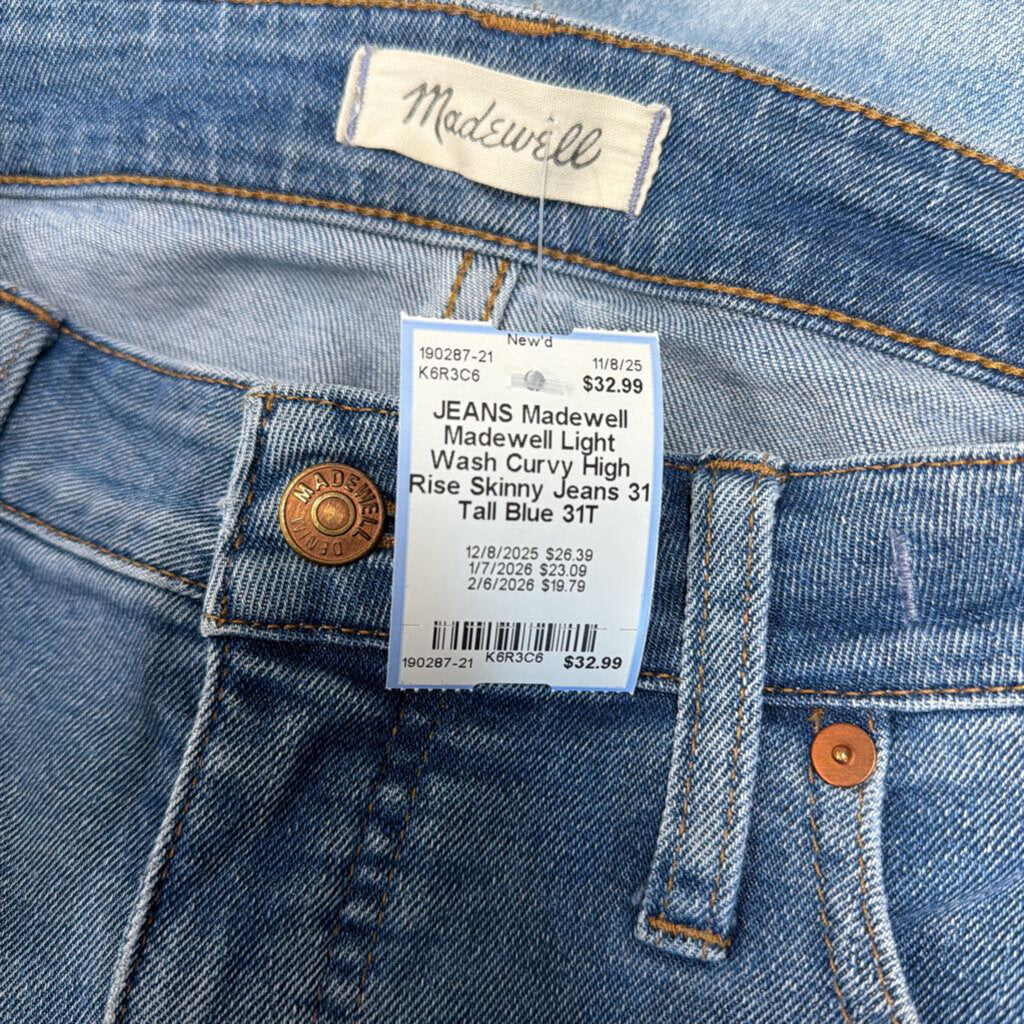 Madewell
New'd
190287-21 11/8/25
K6R3C6 $32.99
JEANS Madewell
Madewell Light
Wash Curvy High
Rise Skinny Jeans 31
Tall Blue 31T
MADEWELL
DENIM
12/8/2025 $26.39
1/7/2026 $23.09
2/6/2026 $19.79
190287-21 K6R3C6 $32.99